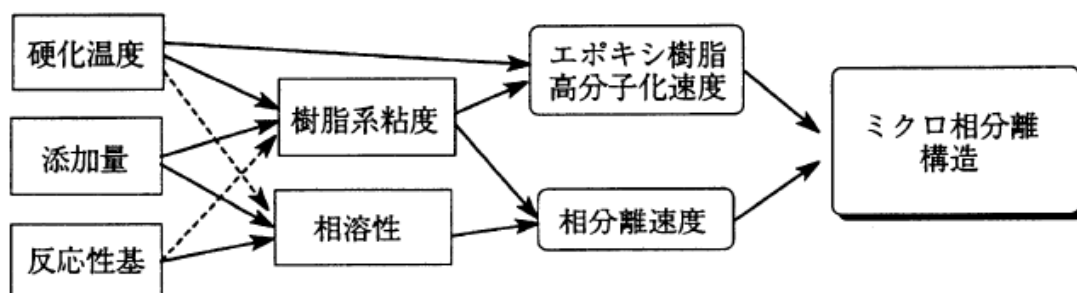 硬化温度
添加量
反応性基
樹脂系粘度
相溶性
エポキシ樹脂
高分子化速度
相分離速度
ミクロ相分離
構造